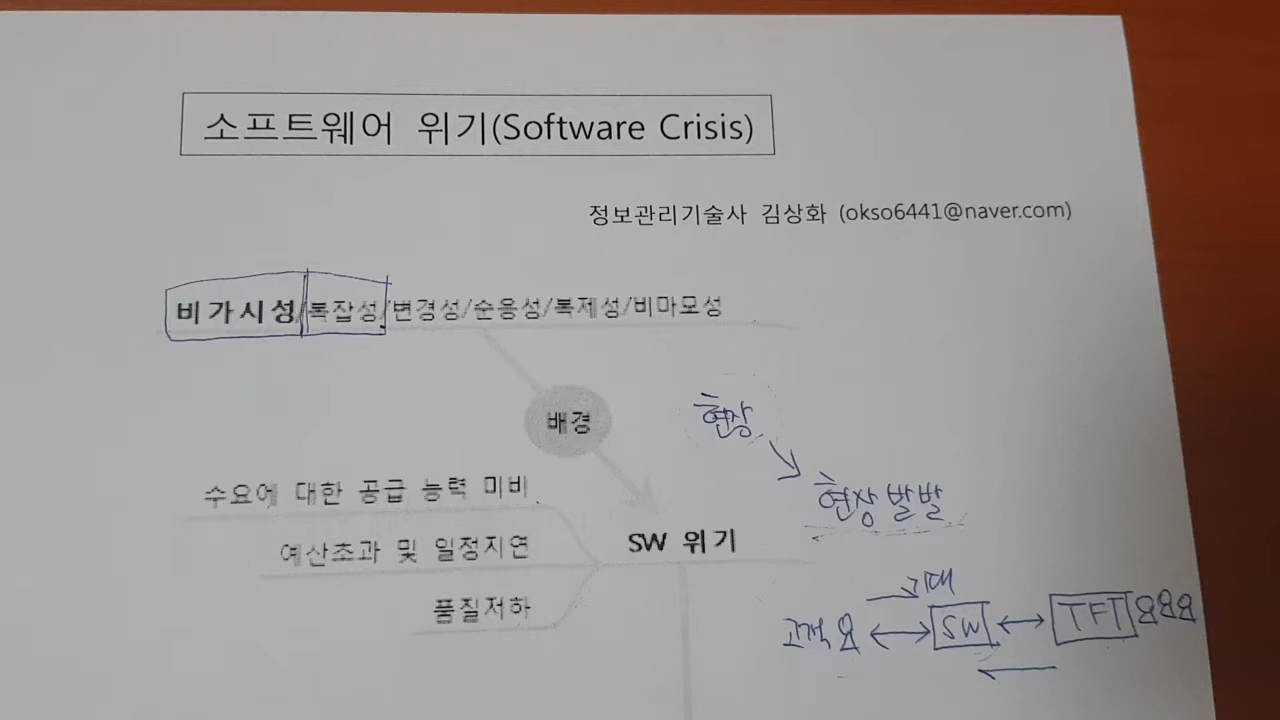 소프트웨어 위기(Software Crisis)
정보관리기술사 김상화 (okso6441@naver.com)
비가시성/복잡성/변경성/순응성/복제성/비마모성
배경
현장
수요에 대한 공급 능력 미비
현장발발
예산초과 및 일정지연
SW 위기
품질저하
기대
고객
SW
TFT